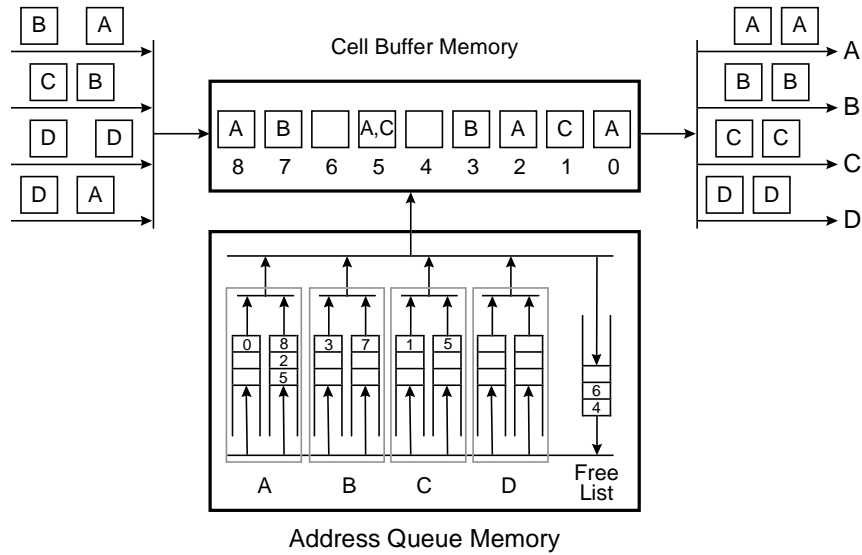 B A
C B
D D
D A
Cell Buffer Memory
A B A,C B A C A
8 7 6 5 4 3 2 1 0
A A A
B B B
C C C
D D D
0 8 3 7 1 5
2
5
6
4
A B C D
Free
List
Address Queue Memory